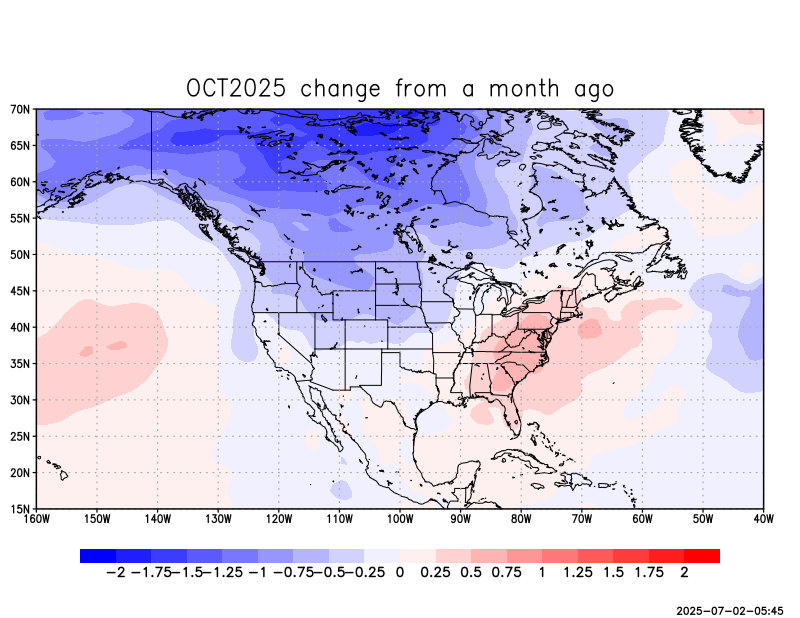 OCT2025 change from a month ago
70N
65N
60N
55N
50N
45N
40N
35N
30N
25N
20N
15N
160W 150W 140W 130W 120W 110W 100W 90W 80W 70W 60W 50W 40W
−2 −1.75 −1.5 −1.25 −1 −0.75 −0.5 −0.25 0 0.25 0.5 0.75 1 1.25 1.5 1.75 2
2025-07-02-05:45